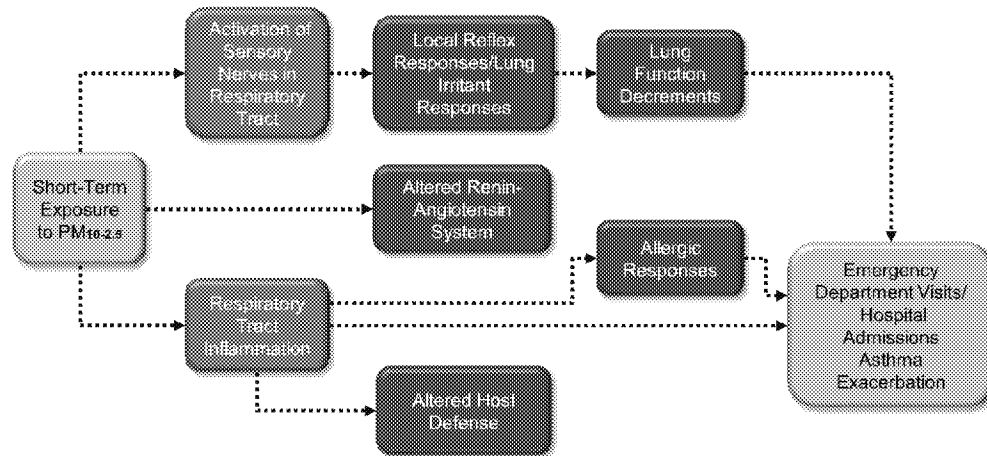 Activation of
Sensory
Nerves in
Respiratory
Tract
Local Reflex
Responses/Lung
Irritant
Responses
Lung
Function
Decrements
Short-Term
Exposure
to PM10-2.5
Altered Renin-
Angiotensin
System
Allergic
Responses
Respiratory
Tract
Inflammation
Emergency
Department Visits/
Hospital
Admissions
Asthma
Exacerbation
Altered Host
Defense